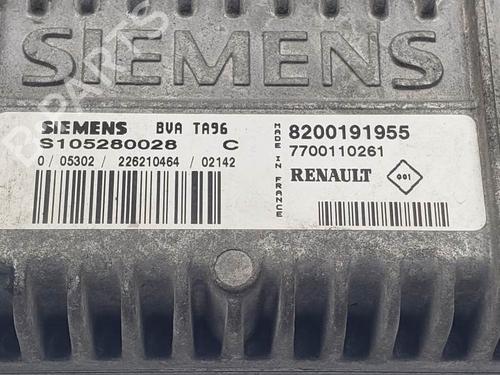 SIEMENS
SIEMENS BVA TA96
S105280028 C
0 / 05302 / 226210464 / 02142
MADE IN FRANCE
8200191955
7700110261
RENAULT 001